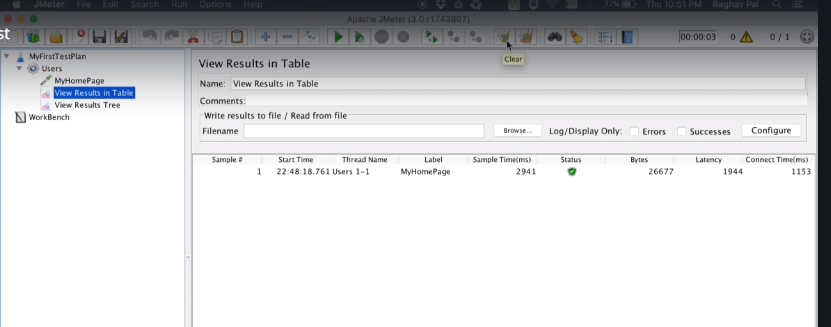 JMeter File Edit Search Run Options Help 77% Thu 10:51 PM Raghav Pal
Apache JMeter (3.0 r1743807)
st
00:00:03 0 0 / 1
Clear
MyFirstTestPlan
Users
MyHomePage
View Results in Table
View Results Tree
WorkBench
View Results in Table
Name: View Results in Table
Comments:
Write results to file / Read from file
Filename Browse... Log/Display Only: Errors Successes Configure
Sample # Start Time Thread Name Label Sample Time(ms) Status Bytes Latency Connect Time(ms)
1 22:48:18.761 Users 1-1 MyHomePage 2941 26677 1944 1153